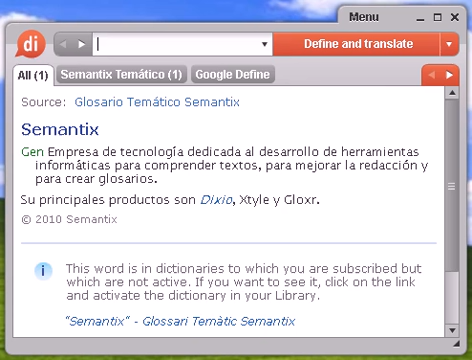 Menu
di
Define and translate
All (1)
Semantix Temático (1)
Google Define
Source: Glosario Temático Semantix
Semantix
Gen Empresa de tecnología dedicada al desarrollo de herramientas
informáticas para comprender textos, para mejorar la redacción y
para crear glosarios.
Su principales producton son Dixio, Xtyle y Gloxr.
© 2010 Semantix
i
This word is in dictionaries to which you are subscribed but
which are not active. If you want to see it, click on the link
and activate the dictionary in your Library.
"Semantix" - Glossari Temàtic Semantix